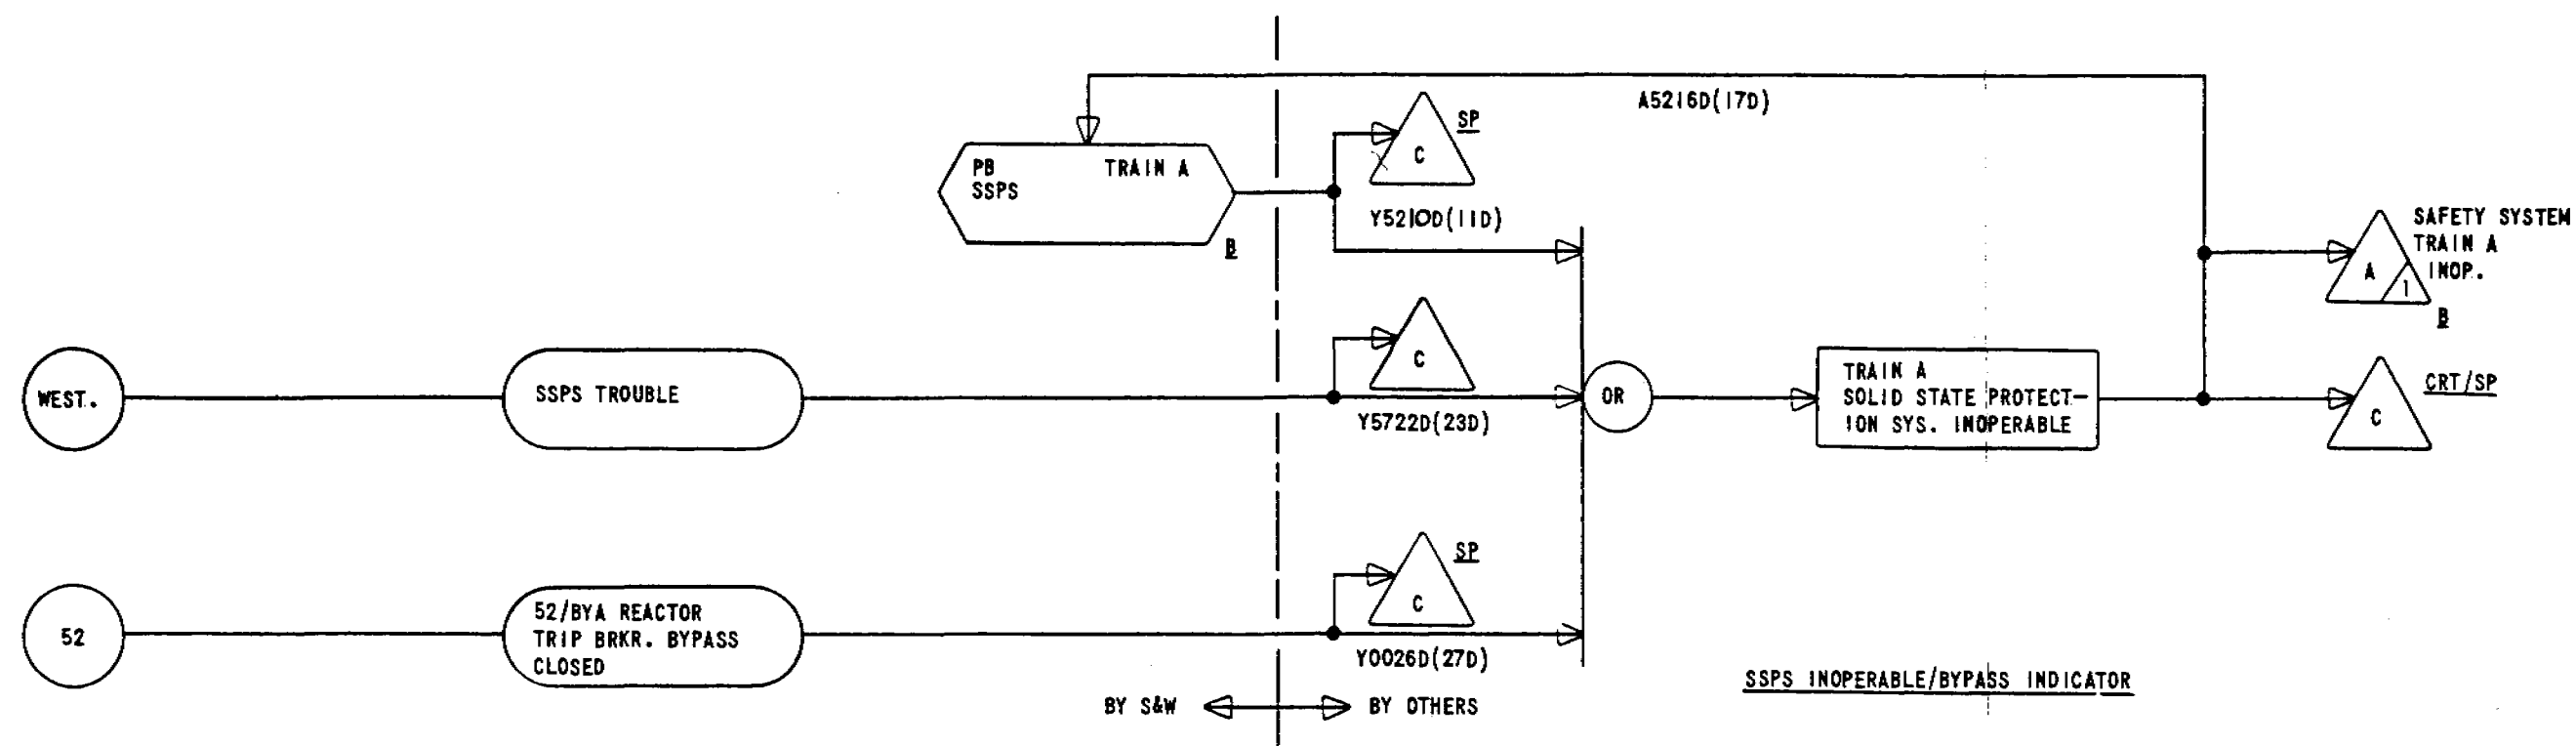 A5216D(17D)
SP
C
PB TRAIN A
SSPS
B
Y5210D(11D)
SAFETY SYSTEM
TRAIN A
INOP.
A
1
B
WEST.
SSPS TROUBLE
C
Y5722D(23D)
OR
TRAIN A
SOLID STATE PROTECT-
ION SYS. INOPERABLE
CRT/SP
C
52
52/BYA REACTOR
TRIP BRKR. BYPASS
CLOSED
SP
C
Y0026D(27D)
SSPS INOPERABLE/BYPASS INDICATOR
BY S&W
BY OTHERS